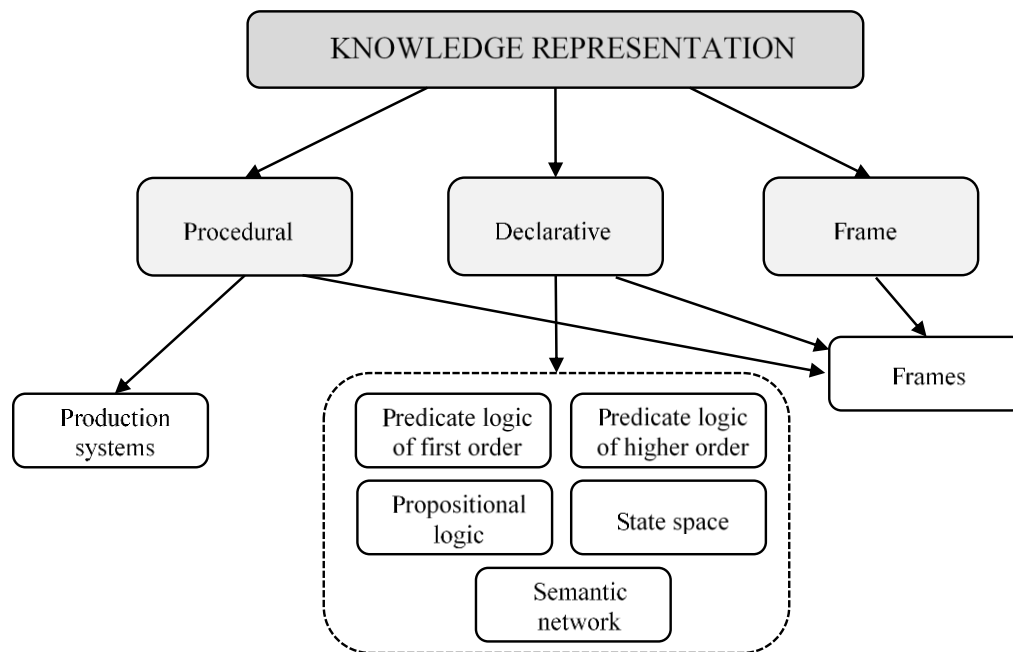 KNOWLEDGE REPRESENTATION
Procedural
Declarative
Frame
Frames
Production
systems
Predicate logic
of first order
Predicate logic
of higher order
Propositional
logic
State space
Semantic
network